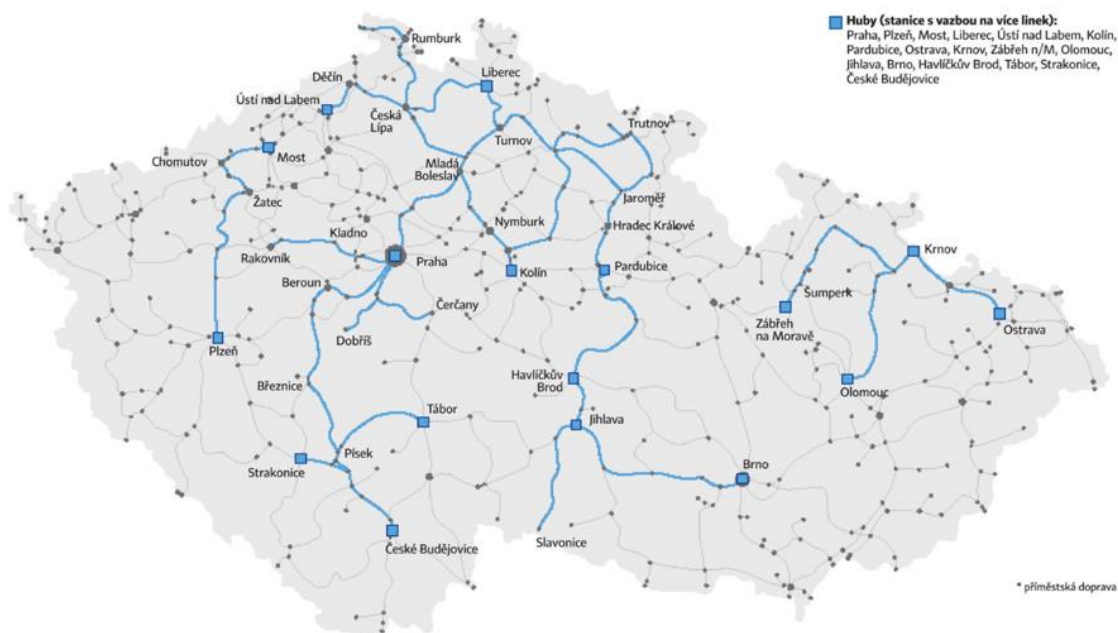 Huby (stanice s vazbou na více linek):
Praha, Plzeň, Most, Liberec, Ústí nad Labem, Kolín,
Pardubice, Ostrava, Krnov, Zábřeh n/M, Olomouc,
Jihlava, Brno, Havlíčkův Brod, Tábor, Strakonice,
České Budějovice
Rumburk
Děčín
Liberec
Ústí nad Labem
Česká
Lípa
Trutnov
Turnov
Most
Chomutov
Mladá
Boleslav
Žatec
Jaroměř
Nymburk
Hradec Králové
Kladno
Rakovník
Praha
Kolín
Pardubice
Krnov
Beroun
Šumperk
Čerčany
Zábřeh
na Moravě
Ostrava
Dobříš
Plzeň
Havlíčkův
Brod
Březnice
Olomouc
Tábor
Jihlava
Písek
Strakonice
Brno
Slavonice
České Budějovice
* příměstská doprava